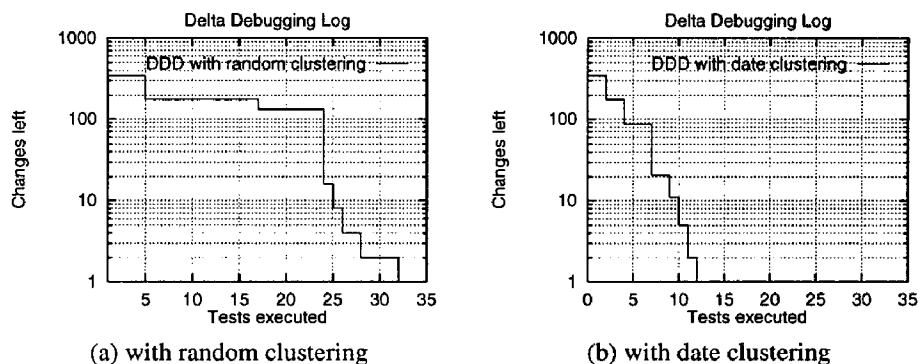 Delta Debugging Log
1000
DDD with random clustering
100
Changes left
10
1
5 10 15 20 25 30 35
Tests executed
(a) with random clustering
Delta Debugging Log
1000
DDD with date clustering
100
Changes left
10
1
0 5 10 15 20 25 30 35
Tests executed
(b) with date clustering